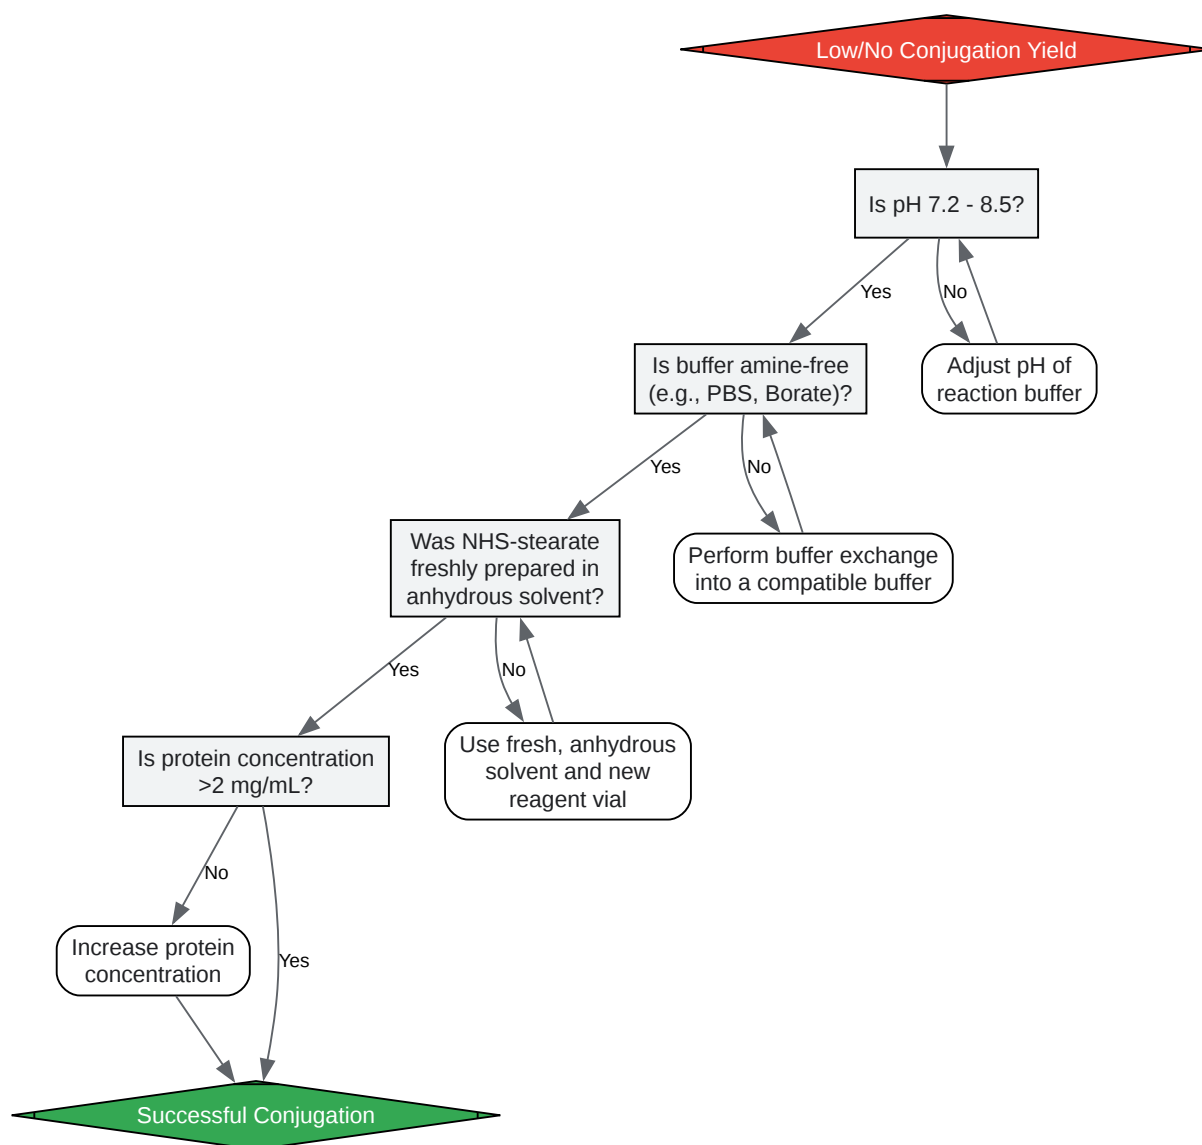 Low/No Conjugation Yield
Is pH 7.2 - 8.5?
Yes
No
Is buffer amine-free
(e.g., PBS, Borate)?
Adjust pH of
reaction buffer
Yes
No
Was NHS-stearate
freshly prepared in
anhydrous solvent?
Perform buffer exchange
into a compatible buffer
Yes
No
Is protein concentration
>2 mg/mL?
Use fresh, anhydrous
solvent and new
reagent vial
No
Yes
Increase protein
concentration
Successful Conjugation